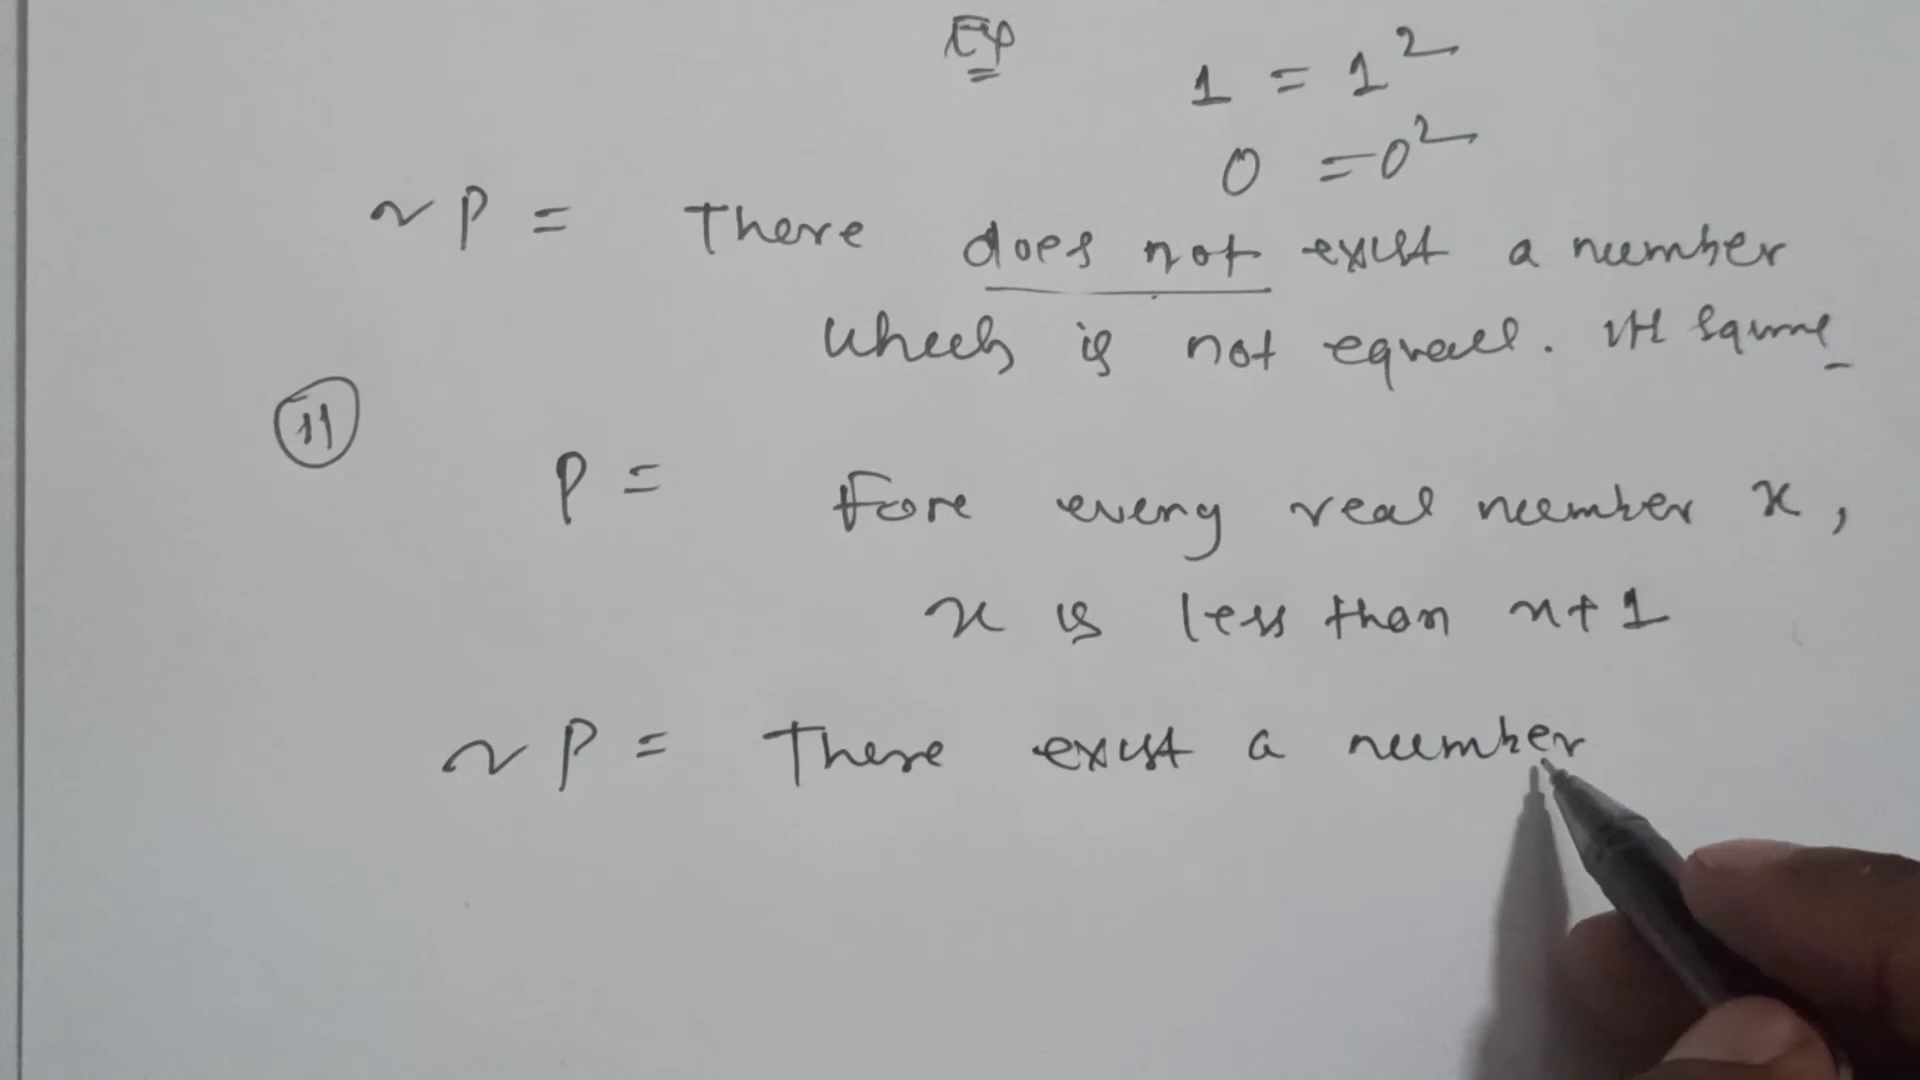 Ex
1 = 1²
0 = 0²
~ P = There does not exist a number
which is not equal. its square
11
P = For every real number x,
x is less than x+1
~ P = There exist a number